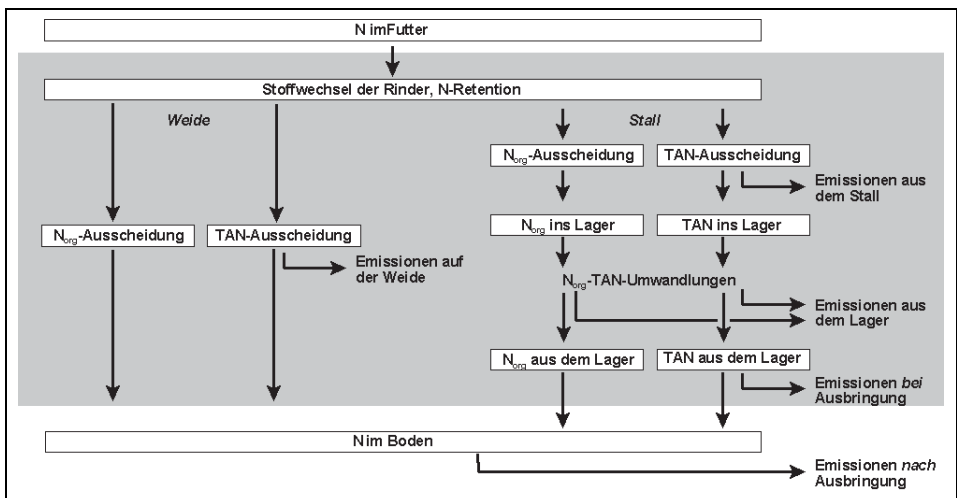 N imFutter
Stoffwechsel der Rinder, N-Retention
Weide
Stall
Norg-Ausscheidung
TAN-Ausscheidung
Emissionen aus
dem Stall
Norg-Ausscheidung
TAN-Ausscheidung
Norg ins Lager
TAN ins Lager
Emissionen auf
der Weide
Norg-TAN-Umwandlungen
Emissionen aus
dem Lager
Norg aus dem Lager
TAN aus dem Lager
Emissionen bei
Ausbringung
Nim Boden
Emissionen nach
Ausbringung